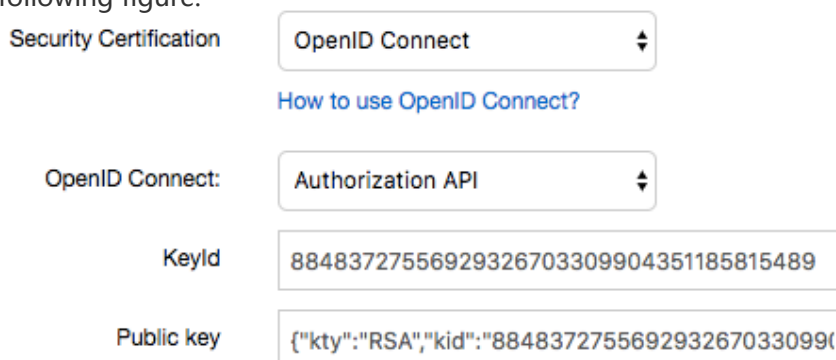 following figure.
Security Certification OpenID Connect
How to use OpenID Connect?
OpenID Connect: Authorization API
KeyId 88483727556929326703309904351185815489
Public key {"kty":"RSA","kid":"884837275569293267033099